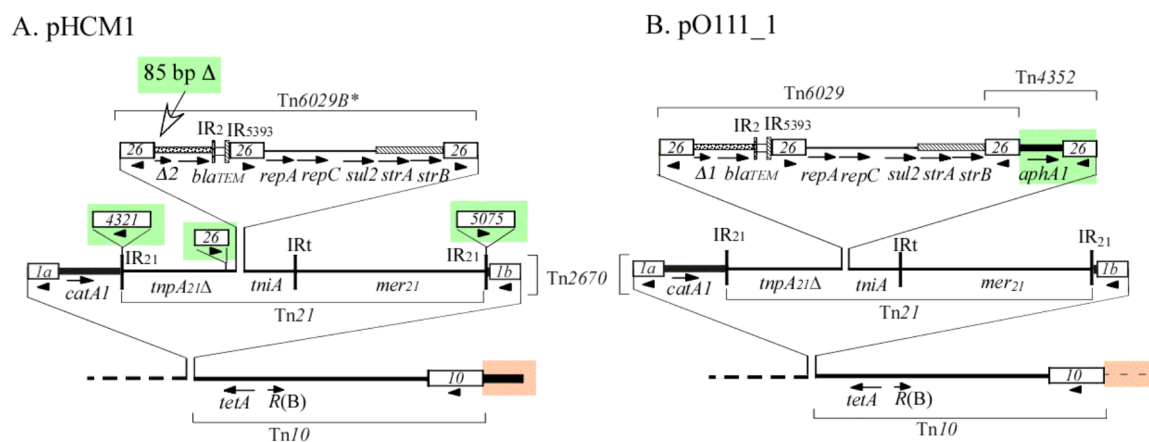 A. pHCM1
85 bp Δ
Tn6029B*
IR2 IR5393
26 26 26
Δ2 blaTEM repA repC sul2 strA strB
4321 26 5075
IR21 IRt IR21
1a 1b
catA1 tnpA21Δ tniA mer21
Tn2670
Tn21
10
tetA R(B)
Tn10
B. pO111_1
Tn4352
Tn6029
IR2 IR5393
26 26 26 26
Δ1 blaTEM repA repC sul2 strA strB aphA1
IR21 IRt IR21
1a 1b
catA1 tnpA21Δ tniA mer21
Tn21
10
tetA R(B)
Tn10